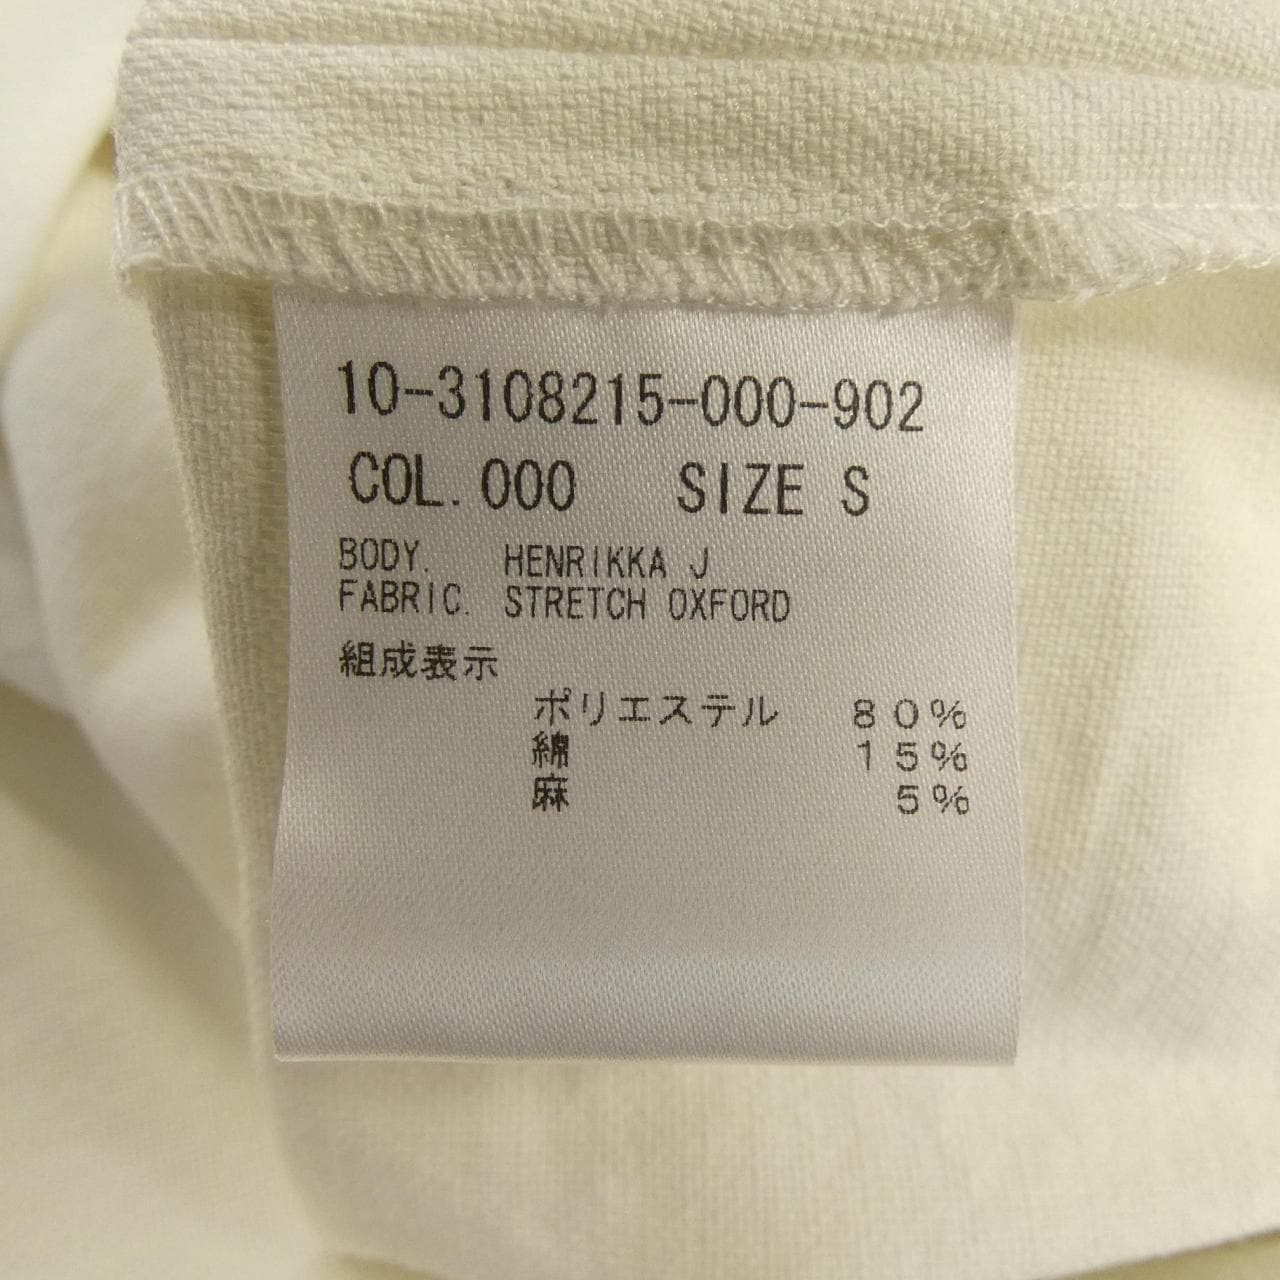 10-3108215-000-902
COL. 000 SIZE S
BODY. HENRIKKA J
FABRIC. STRETCH OXFORD
組成表示
ポリエステル 80%
綿 15%
麻 5%